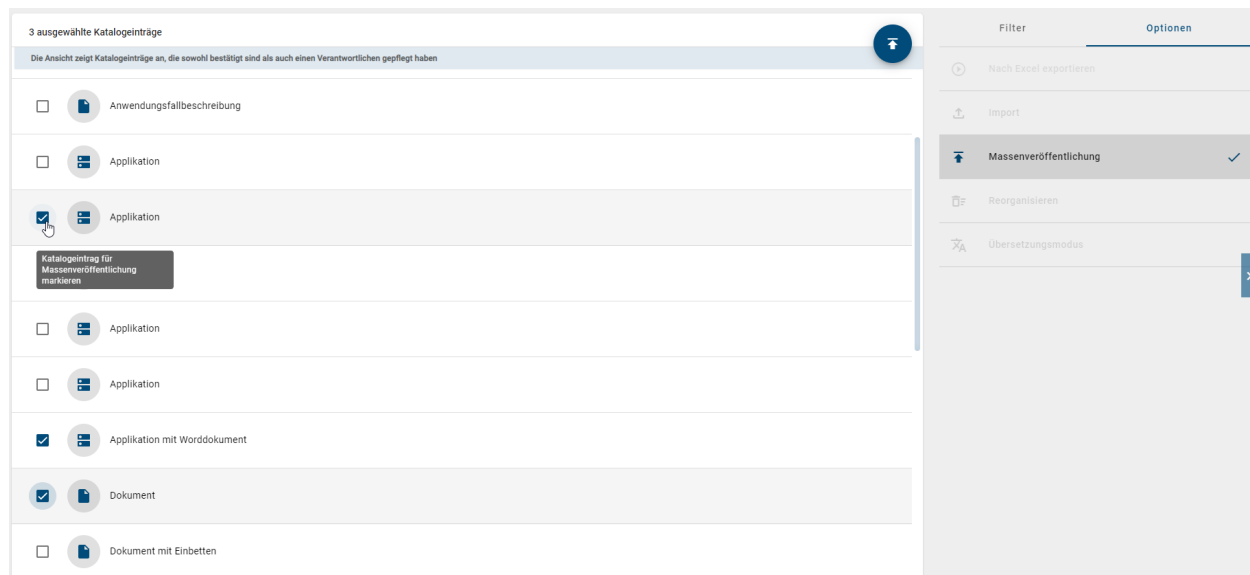 3 ausgewählte Katalogeinträge
Die Ansicht zeigt Katalogeinträge an, die sowohl bestätigt sind als auch einen Verantwortlichen gepflegt haben
Anwendungsfallbeschreibung
Applikation
Applikation
Katalogeintrag für
Massenveröffentlichung
markieren
Applikation
Applikation
Applikation mit Worddokument
Dokument
Dokument mit Einbetten
Filter
Optionen
Nach Excel exportieren
Import
Massenveröffentlichung
Reorganisieren
Übersetzungsmodus